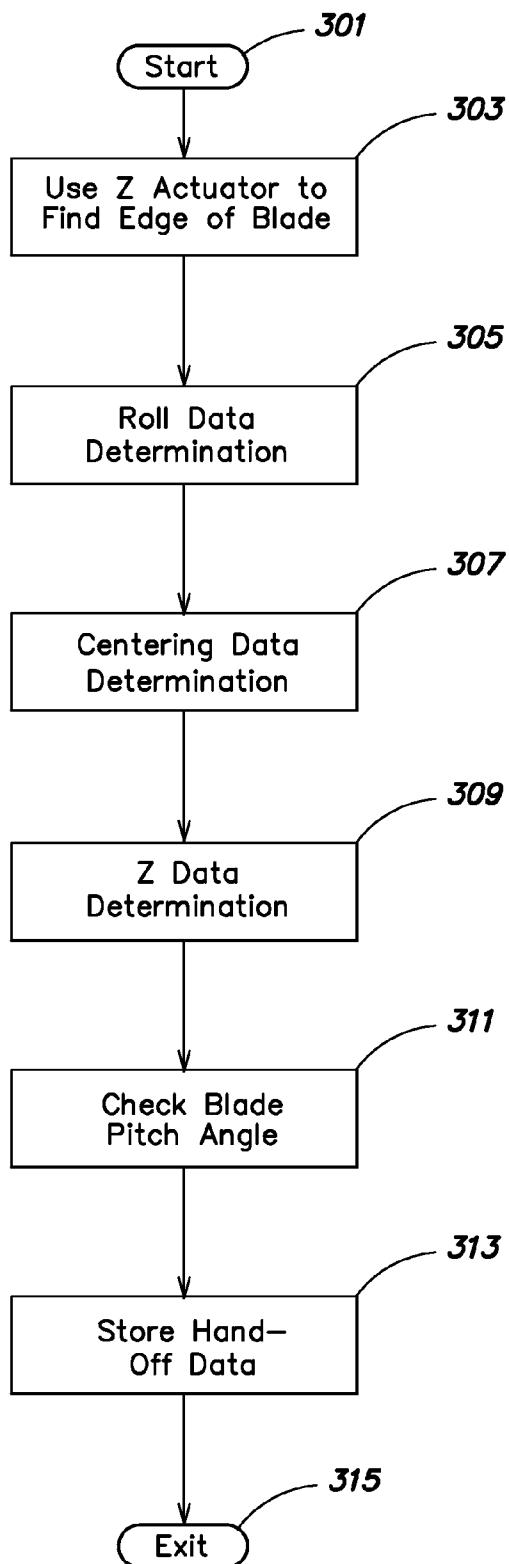 301
Start
303
Use Z Actuator to
Find Edge of Blade
305
Roll Data
Determination
307
Centering Data
Determination
309
Z Data
Determination
311
Check Blade
Pitch Angle
313
Store Hand-
Off Data
315
Exit